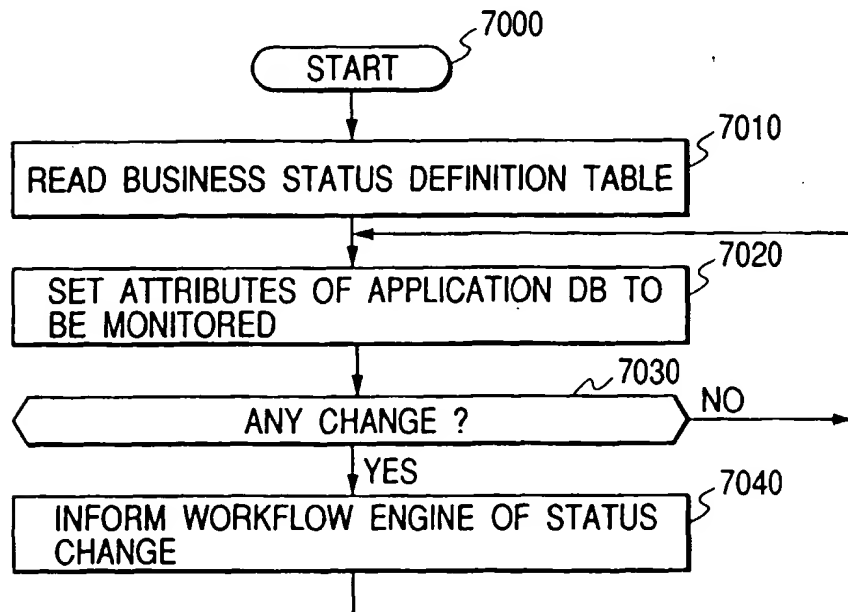 7000
START
7010
READ BUSINESS STATUS DEFINITION TABLE
7020
SET ATTRIBUTES OF APPLICATION DB TO
BE MONITORED
7030
ANY CHANGE ?
NO
YES
7040
INFORM WORKFLOW ENGINE OF STATUS
CHANGE